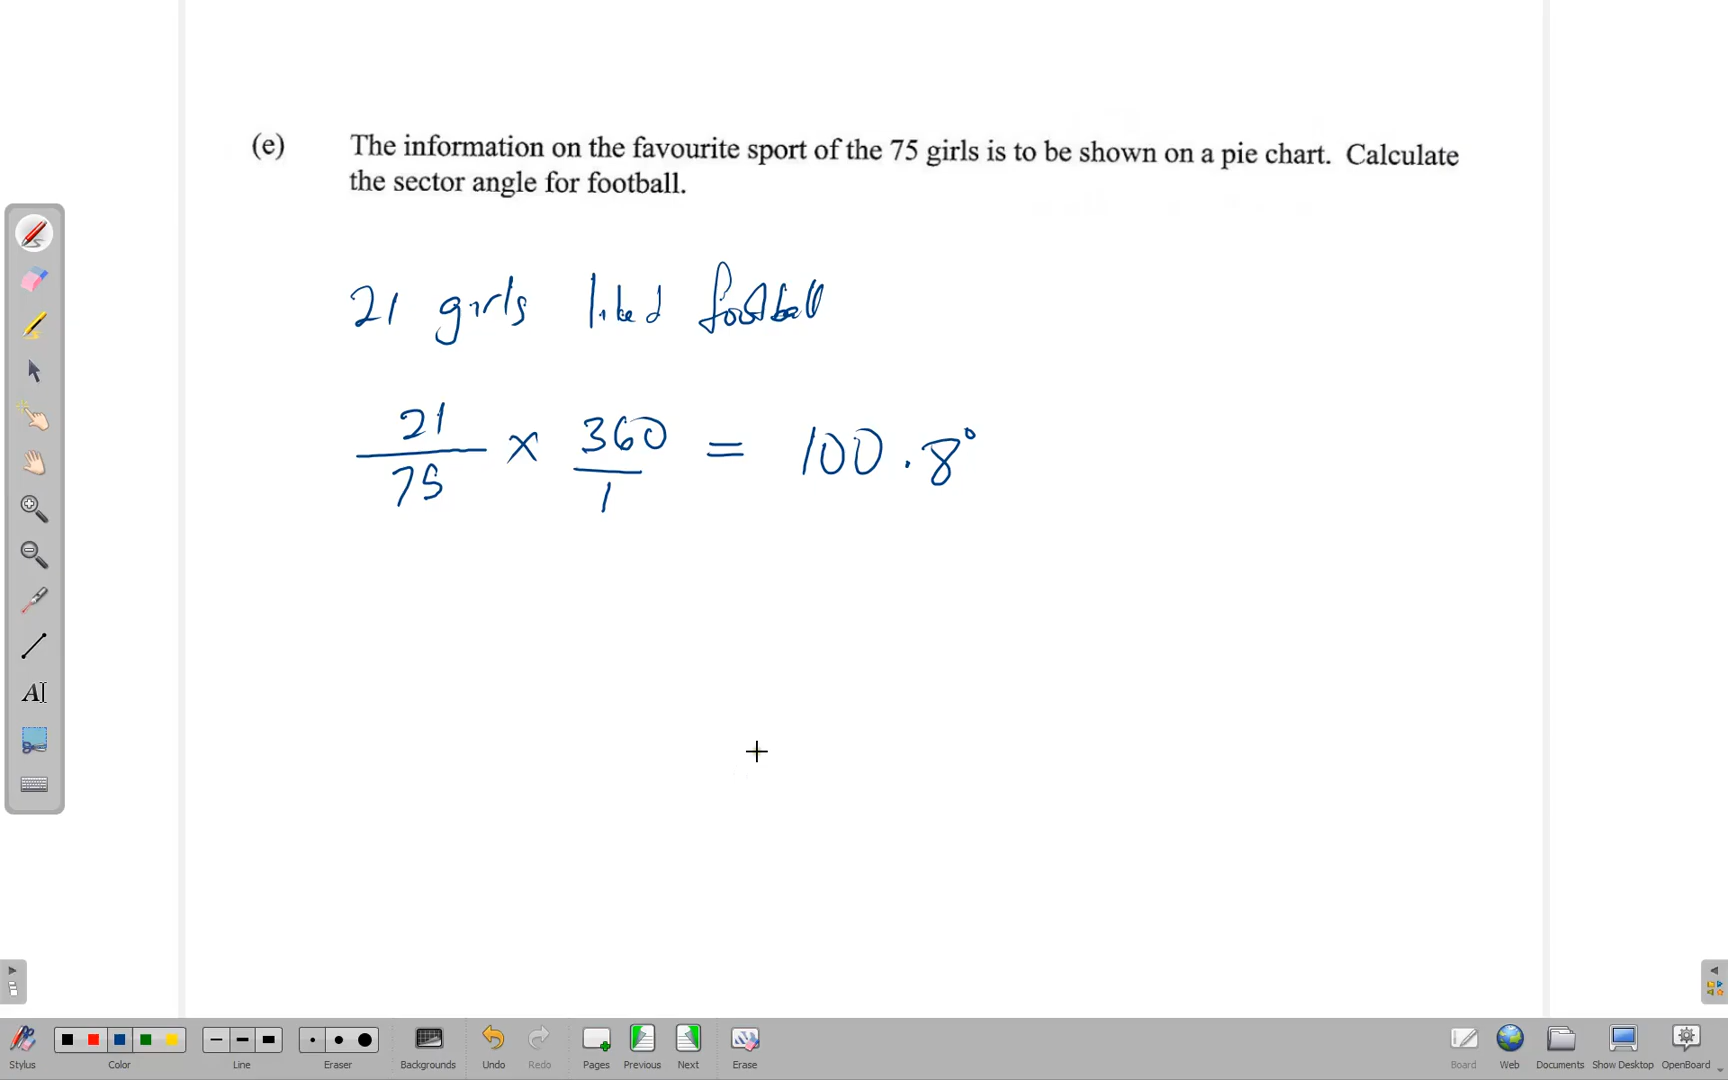 (e) The information on the favourite sport of the 75 girls is to be shown on a pie chart. Calculate
the sector angle for football.
21 girls liked football
21/75 × 360/1 = 100.8°
AI
Stylus Color Line Eraser Backgrounds Undo Redo Pages Previous Next Erase Board Web Documents Show Desktop OpenBoard